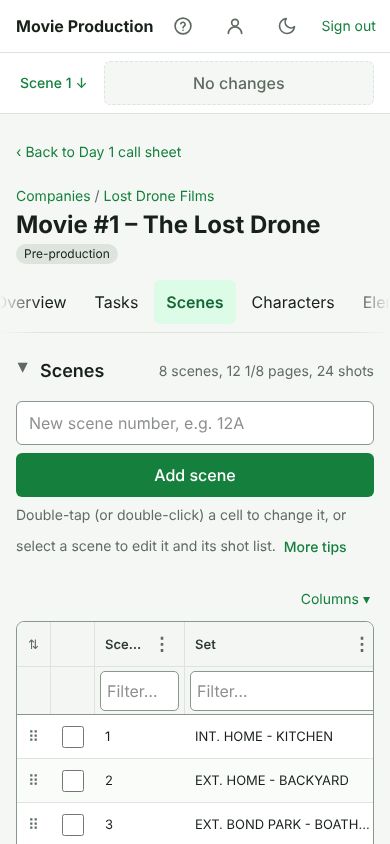 Movie Production
Sign out
Scene 1 ↓
No changes
‹ Back to Day 1 call sheet
Companies / Lost Drone Films
Movie #1 – The Lost Drone
Pre-production
Overview Tasks Scenes Characters Ele
▼ Scenes 8 scenes, 12 1/8 pages, 24 shots
New scene number, e.g. 12A
Add scene
Double-tap (or double-click) a cell to change it, or
select a scene to edit it and its shot list. More tips
Columns ▾
Sce... Set
Filter... Filter...
1 INT. HOME - KITCHEN
2 EXT. HOME - BACKYARD
3 EXT. BOND PARK - BOATH...